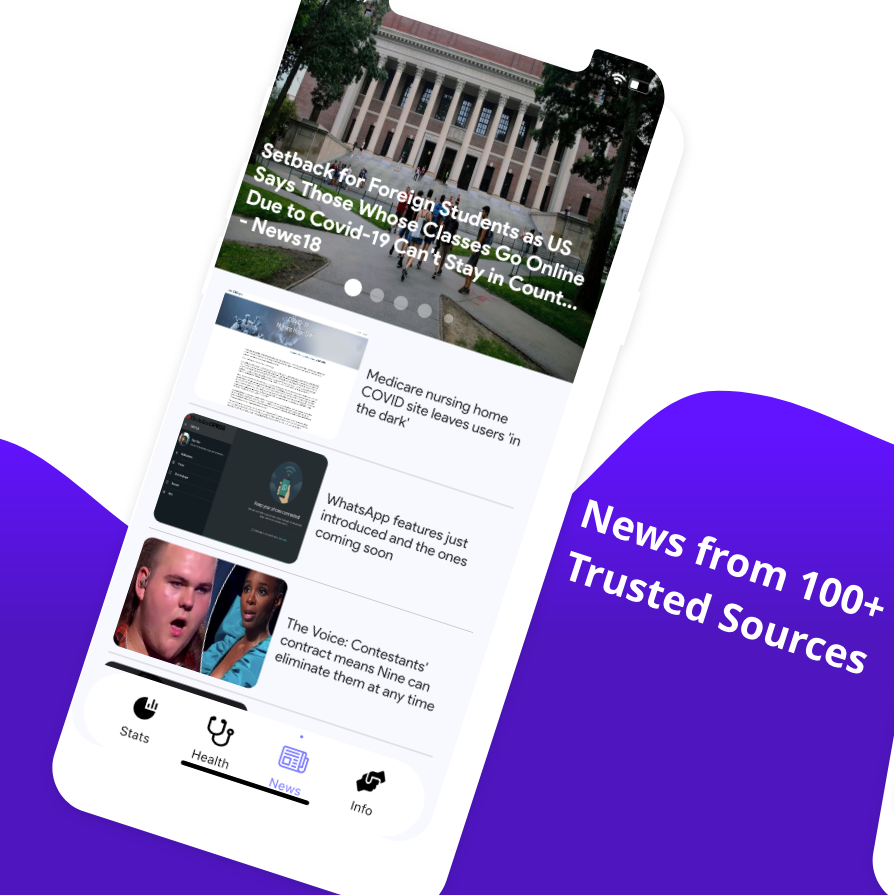 Setback for Foreign Students as US
Says Those Whose Classes Go Online
Due to Covid-19 Can't Stay in Count...
- News18
Medicare nursing home
COVID site leaves users 'in
the dark'
WhatsApp features just
introduced and the ones
coming soon
The Voice: Contestants'
contract means Nine can
eliminate them at any time
Stats
Health
News
Info
News from 100+
Trusted Sources